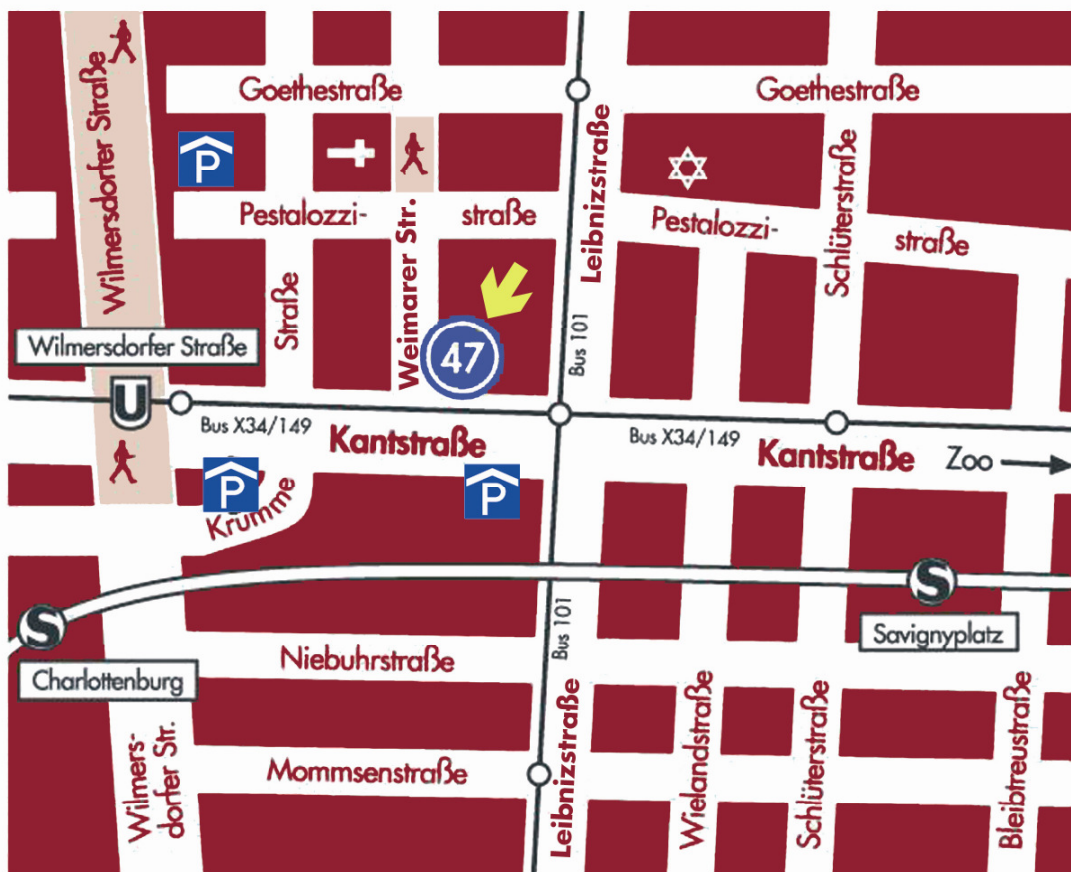 Wilmersdorfer Straße
Goethestraße
Goethestraße
P
Leibnizstraße
Schlüterstraße
Pestalozzi-
straße
Pestalozzi-
straße
Weimarer Str.
Straße
Wilmersdorfer Straße
47
Bus 101
U
Bus X34/149
Kantstraße
Bus X34/149
Kantstraße
Zoo
P
Krumme
P
S
Charlottenburg
S
Savignyplatz
Bus 101
Niebuhrstraße
Wilmers-
dorfer Str.
Mommsenstraße
Leibnizstraße
Wielandstraße
Schlüterstraße
Bleibtreustraße